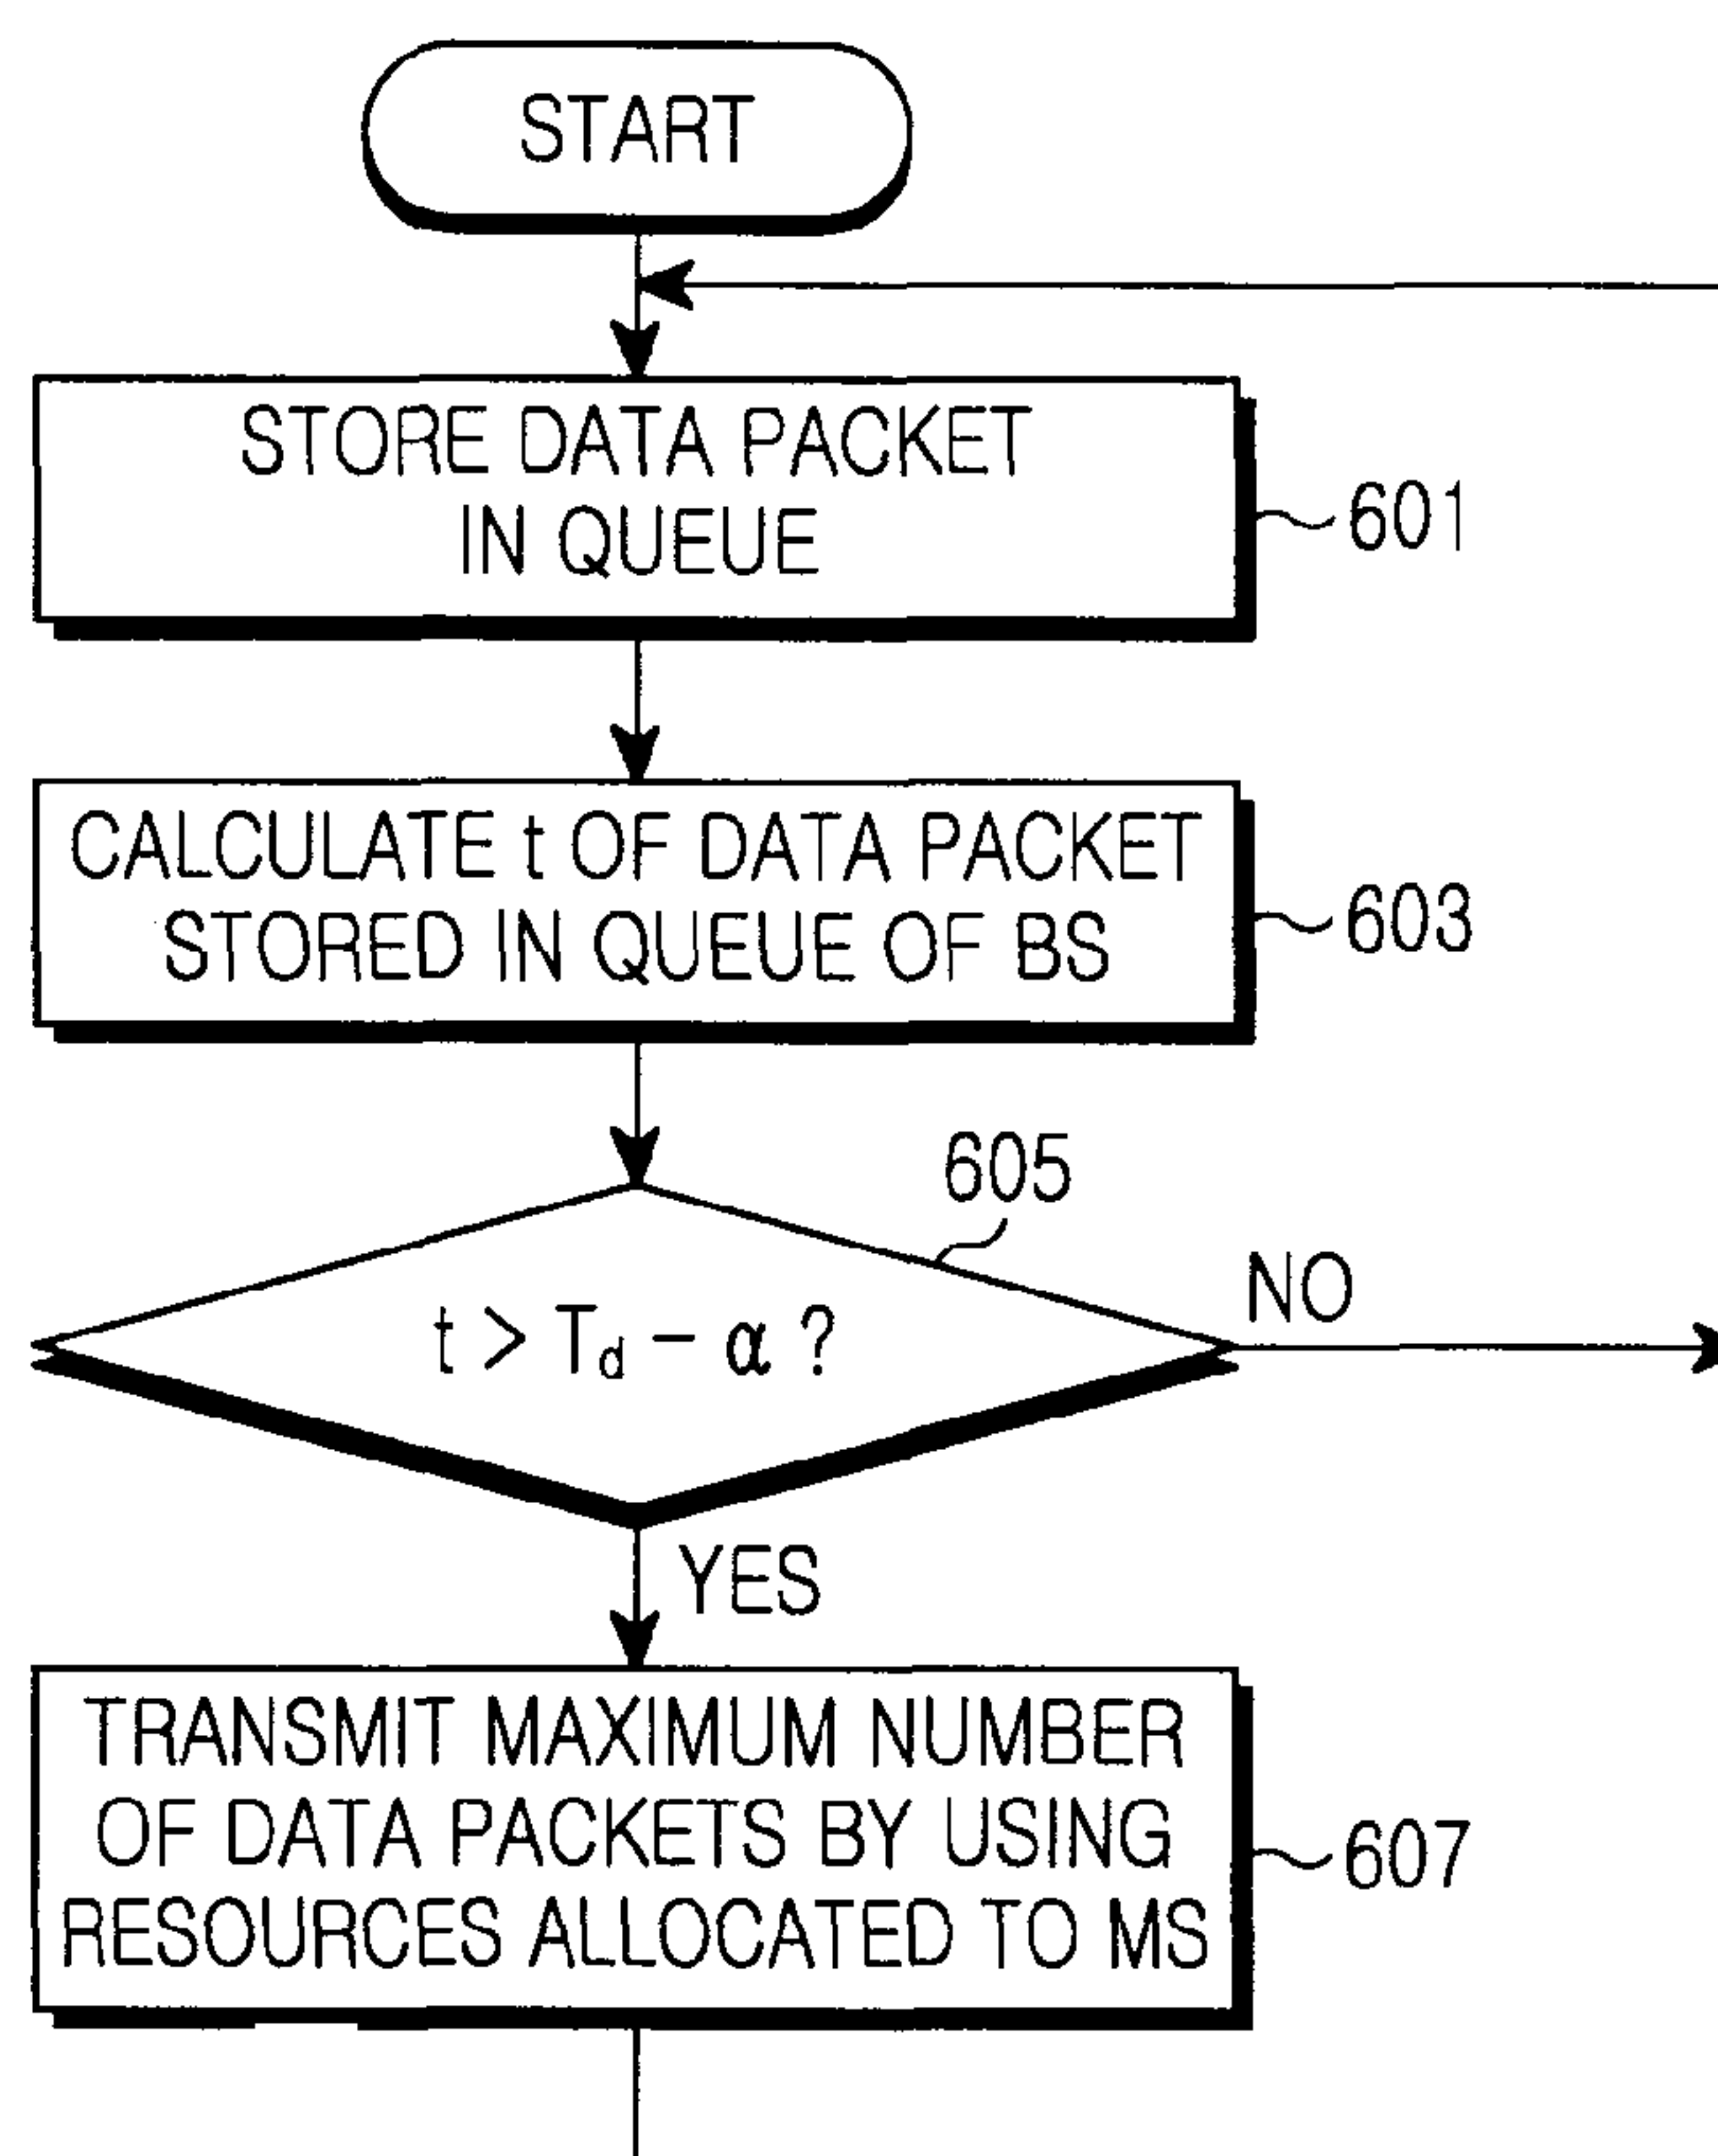 START
STORE DATA PACKET
IN QUEUE
601
CALCULATE t OF DATA PACKET
STORED IN QUEUE OF BS
603
605
t > Td - α ?
NO
YES
TRANSMIT MAXIMUM NUMBER
OF DATA PACKETS BY USING
RESOURCES ALLOCATED TO MS
607